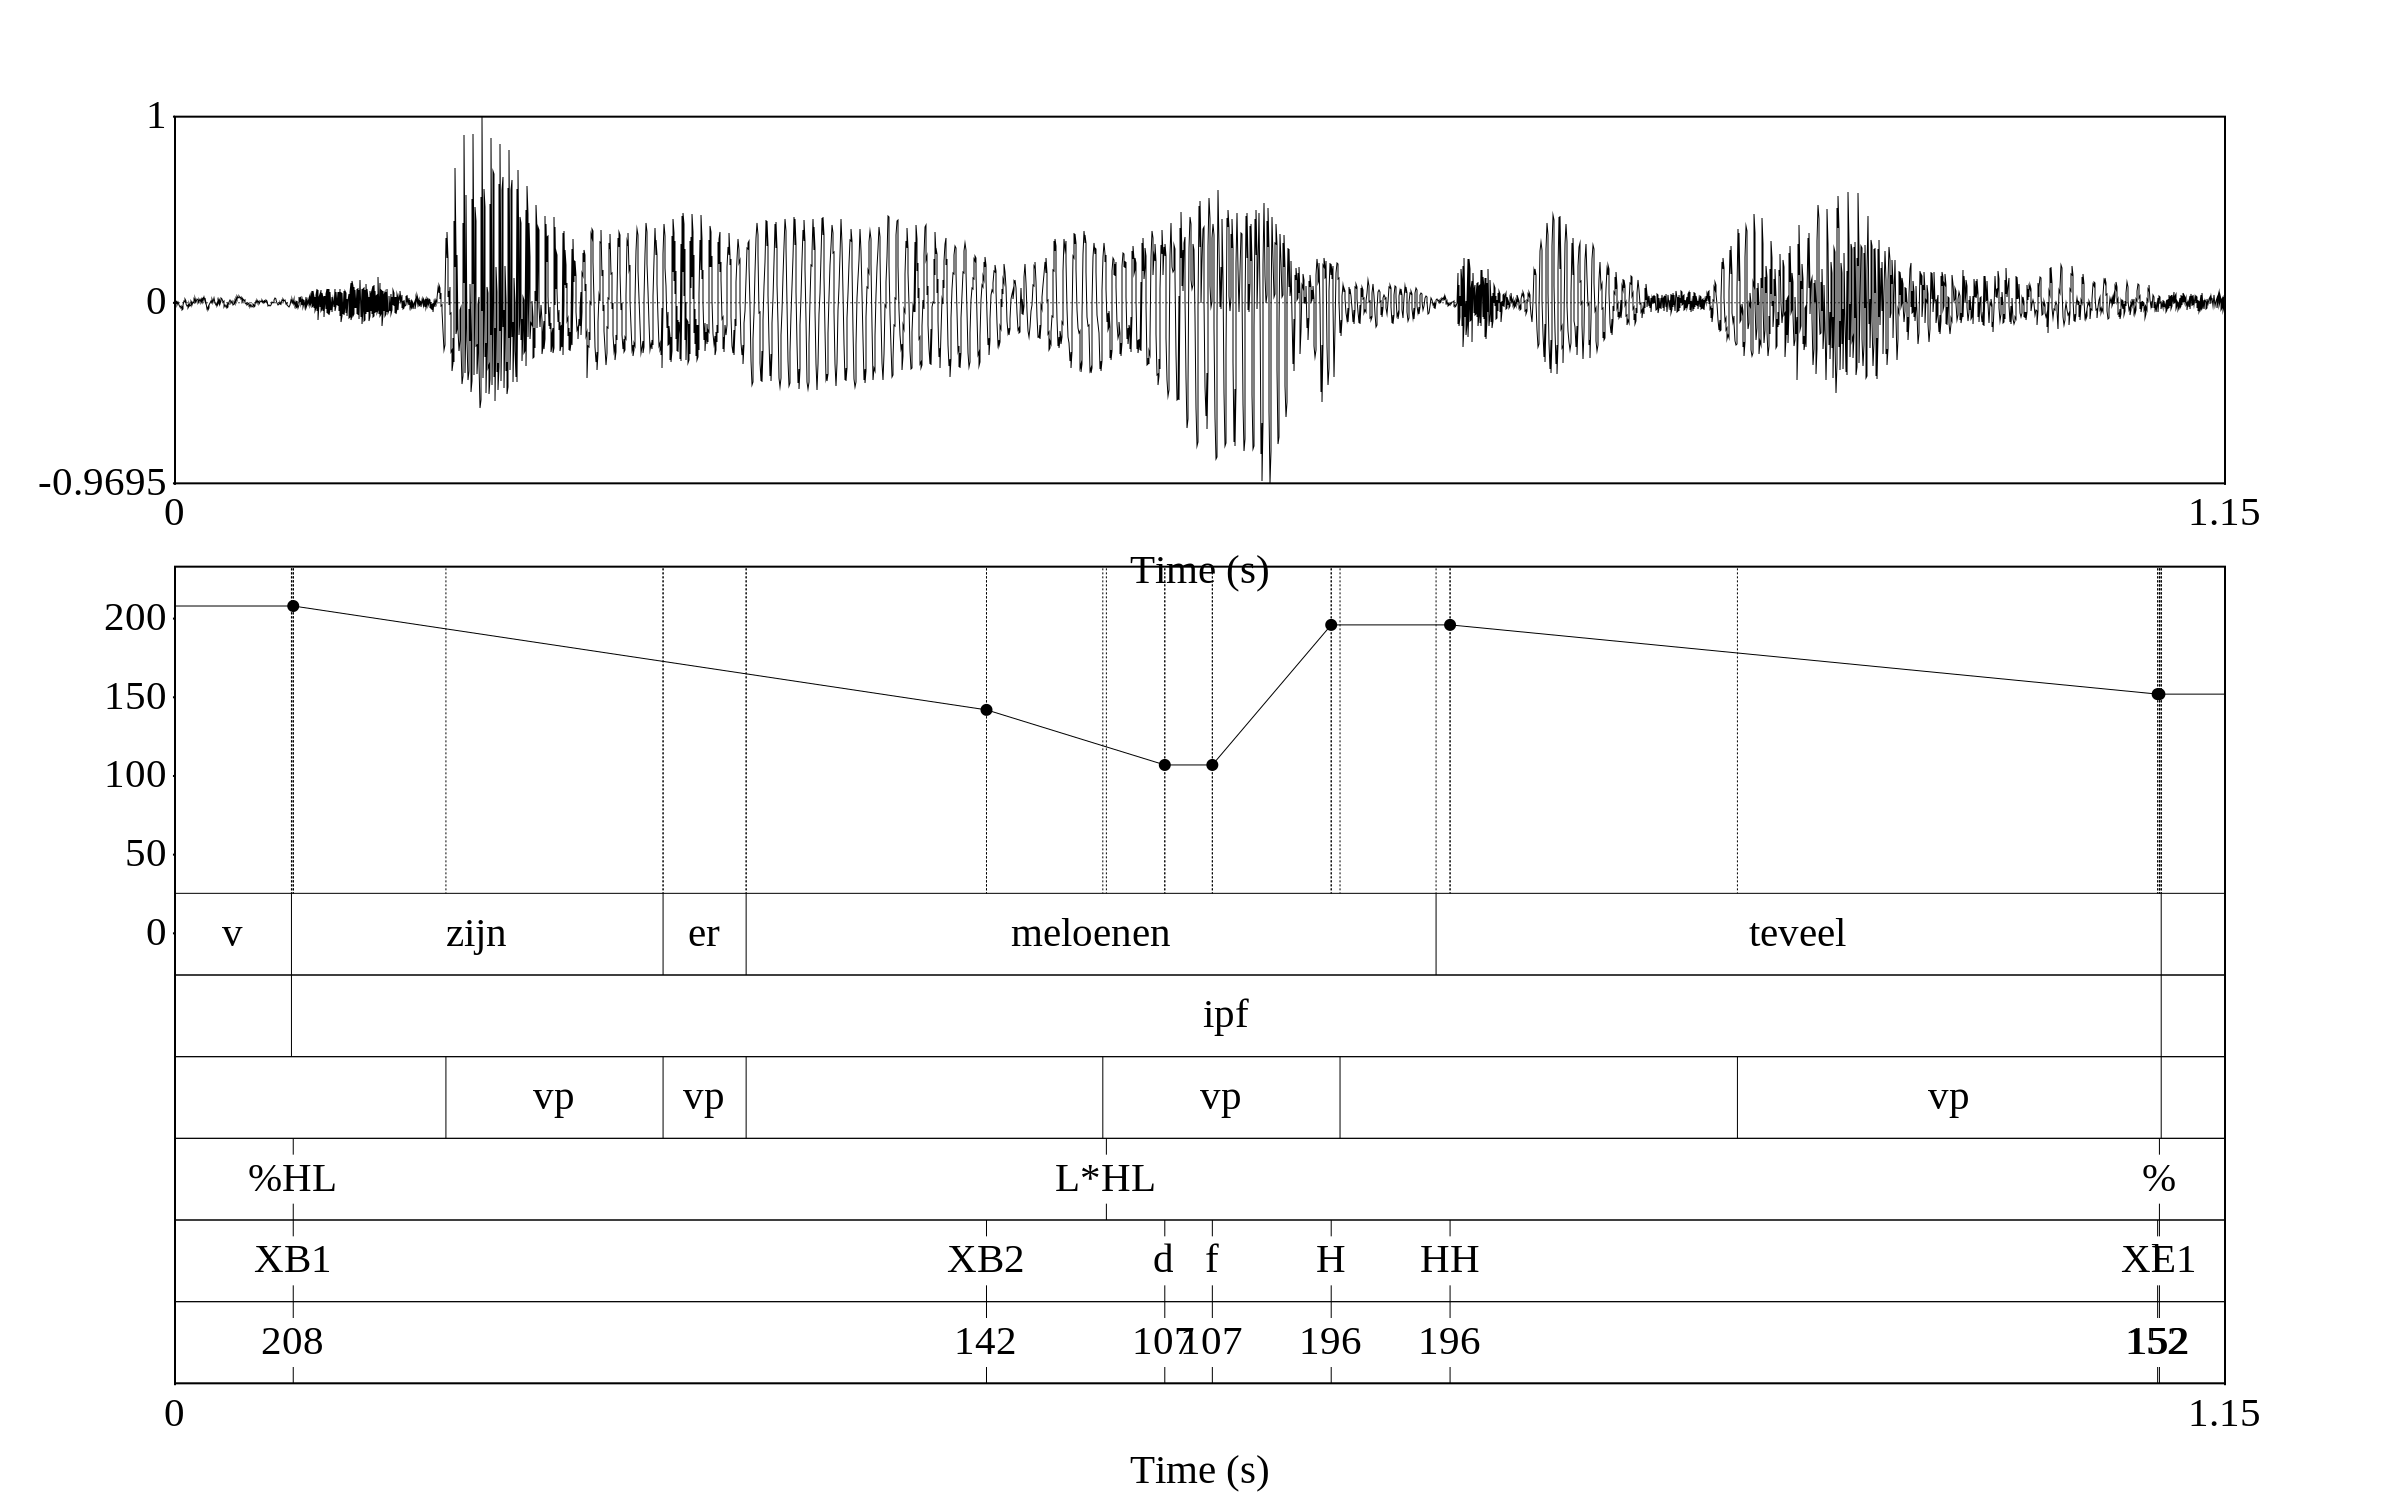 1
0
-0.9695
0 1.15
Time (s)
200
150
100
50
0 v zijn er meloenen teveel
ipf
vp vp vp vp
%HL L*HL %
XB1 XB2 d f H HH XE1
208 142 107 107 196 196 152
0 1.15
Time (s)